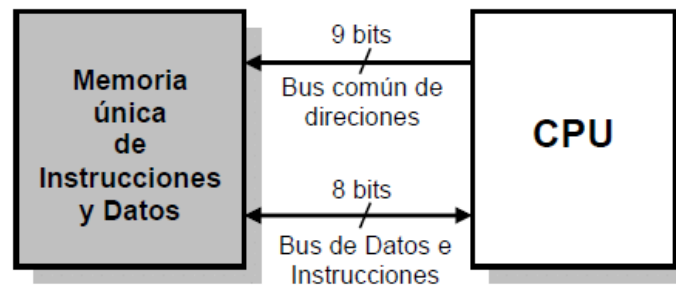 Memoria
única
de
Instrucciones
y Datos
9 bits
Bus común de
direciones
CPU
8 bits
Bus de Datos e
Instrucciones